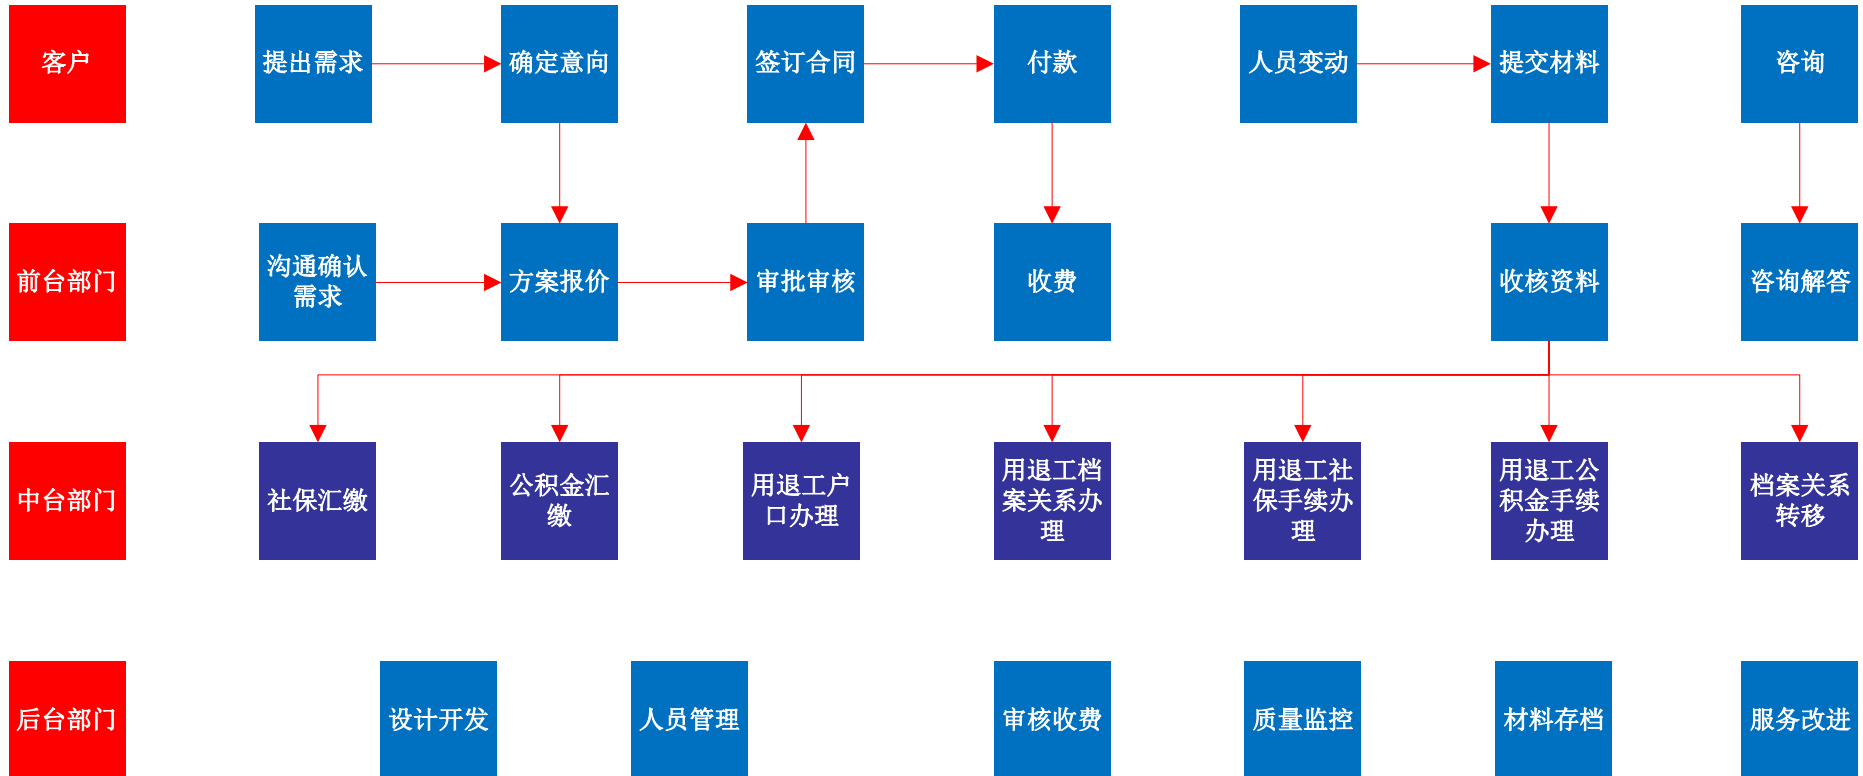 客户
提出需求
确定意向
签订合同
付款
人员变动
提交材料
咨询
前台部门
沟通确认
需求
方案报价
审批审核
收费
收核资料
咨询解答
中台部门
社保汇缴
公积金汇
缴
用退工户
口办理
用退工档
案关系办
理
用退工社
保手续办
理
用退工公
积金手续
办理
档案关系
转移
后台部门
设计开发
人员管理
审核收费
质量监控
材料存档
服务改进